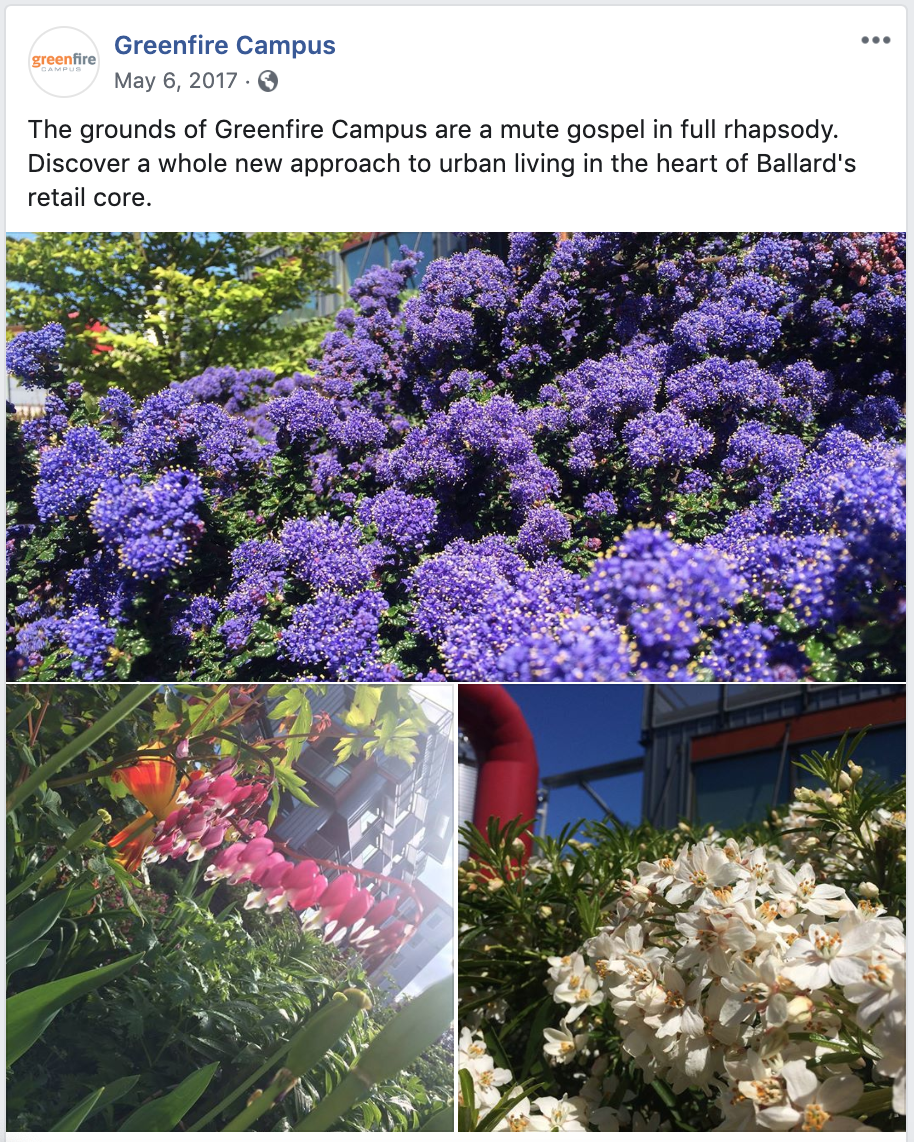 greenfire
CAMPUS
Greenfire Campus
May 6, 2017 ·
The grounds of Greenfire Campus are a mute gospel in full rhapsody.
Discover a whole new approach to urban living in the heart of Ballard's
retail core.